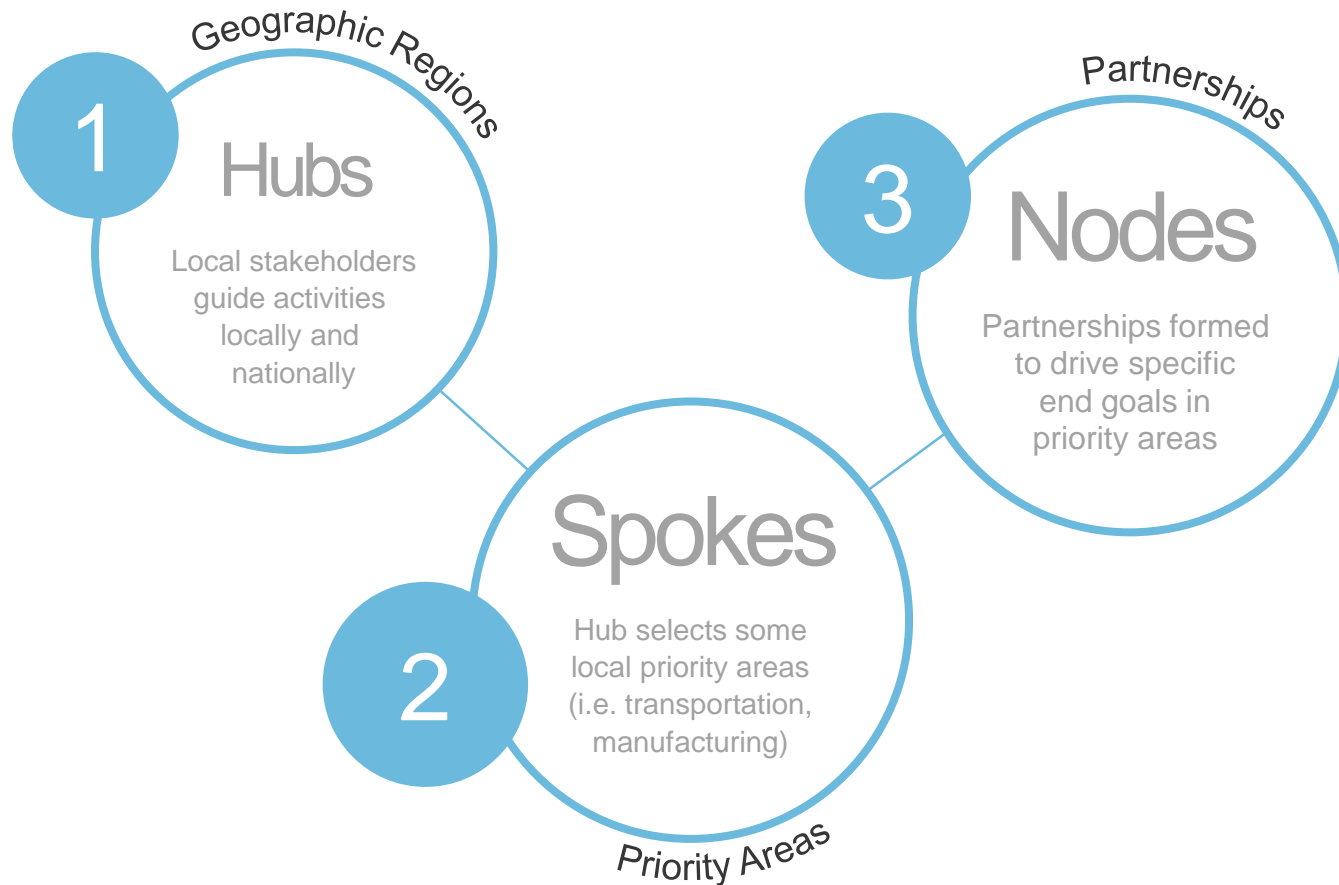 Geographic Regions
1
Hubs
Local stakeholders
guide activities
locally and
nationally
2
Spokes
Hub selects some
local priority areas
(i.e. transportation,
manufacturing)
Priority Areas
Partnerships
3
Nodes
Partnerships formed
to drive specific
end goals in
priority areas